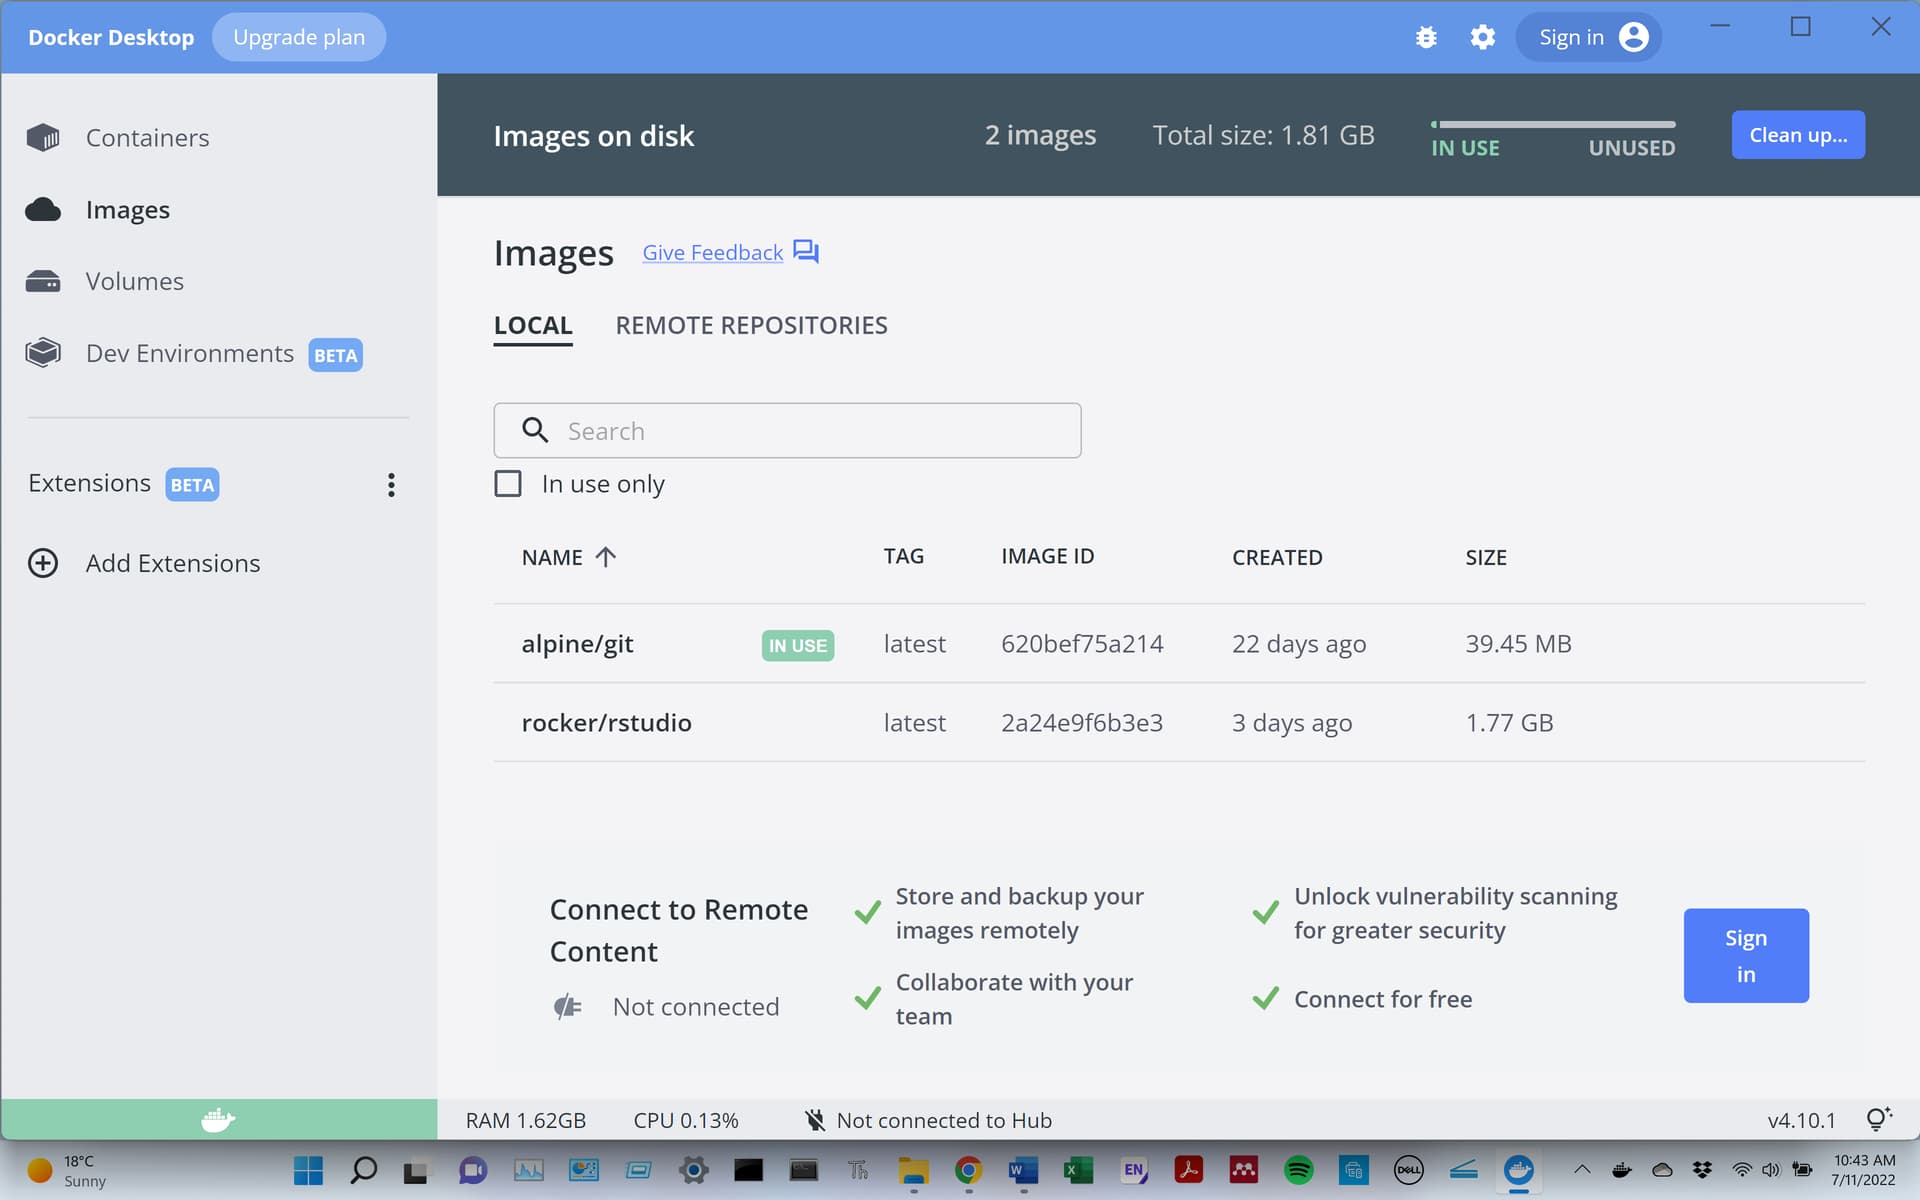 Docker Desktop Upgrade plan Sign in
Containers
Images
Volumes
Dev Environments BETA
Extensions BETA
Add Extensions
Images on disk 2 images Total size: 1.81 GB IN USE UNUSED Clean up...
Images Give Feedback
LOCAL REMOTE REPOSITORIES
Search
In use only
NAME TAG IMAGE ID CREATED SIZE
alpine/git IN USE latest 620bef75a214 22 days ago 39.45 MB
rocker/rstudio latest 2a24e9f6b3e3 3 days ago 1.77 GB
Connect to Remote
Content
Not connected
Store and backup your
images remotely
Collaborate with your
team
Unlock vulnerability scanning
for greater security
Connect for free
Sign
in
RAM 1.62GB CPU 0.13% Not connected to Hub v4.10.1
18°C
Sunny
Th
W
X
EN
DELL
10:43 AM
7/11/2022